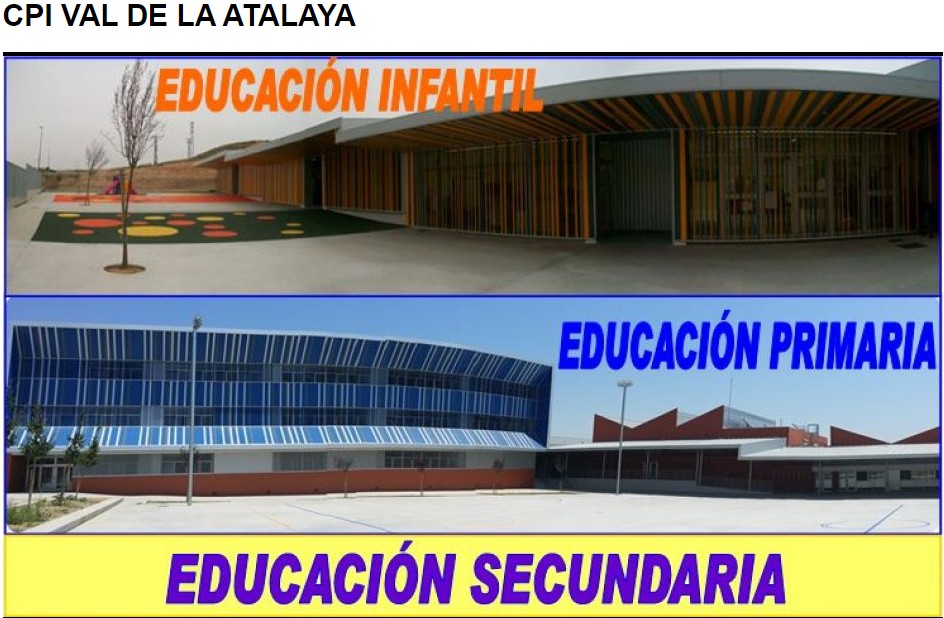 CPI VAL DE LA ATALAYA
EDUCACIÓN INFANTIL
EDUCACIÓN PRIMARIA
EDUCACIÓN SECUNDARIA